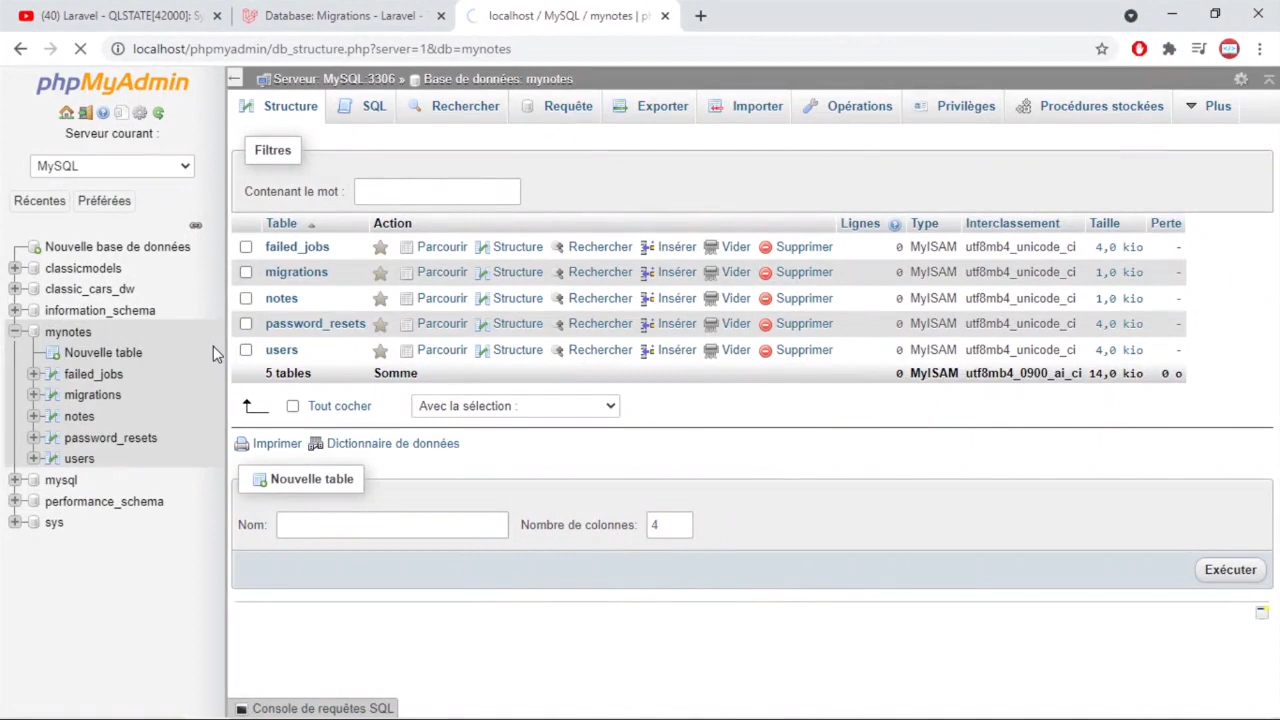 (40) Laravel - QLSTATE[42000]: Sy
Database: Migrations - Laravel -
localhost / MySQL / mynotes | ph
localhost/phpmyadmin/db_structure.php?server=1&db=mynotes
phpMyAdmin
Serveur courant :
MySQL
Récentes
Préférées
Nouvelle base de données
classicmodels
classic_cars_dw
information_schema
mynotes
Nouvelle table
failed_jobs
migrations
notes
password_resets
users
mysql
performance_schema
sys
Serveur: MySQL:3306 » Base de données: mynotes
Structure SQL Rechercher Requête Exporter Importer Opérations Privilèges Procédures stockées Plus
Filtres
Contenant le mot :
Table Action Lignes Type Interclassement Taille Perte
failed_jobs Parcourir Structure Rechercher Insérer Vider Supprimer 0 MyISAM utf8mb4_unicode_ci 4,0 kio -
migrations Parcourir Structure Rechercher Insérer Vider Supprimer 0 MyISAM utf8mb4_unicode_ci 1,0 kio -
notes Parcourir Structure Rechercher Insérer Vider Supprimer 0 MyISAM utf8mb4_unicode_ci 1,0 kio -
password_resets Parcourir Structure Rechercher Insérer Vider Supprimer 0 MyISAM utf8mb4_unicode_ci 4,0 kio -
users Parcourir Structure Rechercher Insérer Vider Supprimer 0 MyISAM utf8mb4_unicode_ci 4,0 kio -
5 tables Somme 0 MyISAM utf8mb4_0900_ai_ci 14,0 kio 0 o
Tout cocher Avec la sélection :
Imprimer Dictionnaire de données
Nouvelle table
Nom: Nombre de colonnes: 4
Exécuter
Console de requêtes SQL